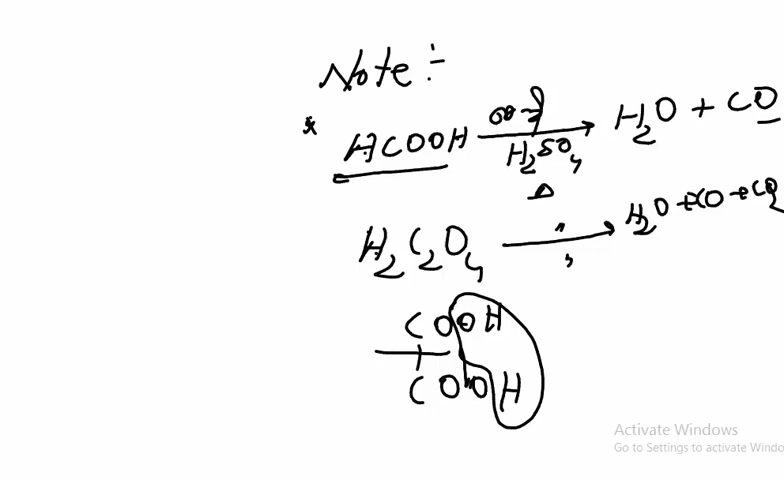 Note :-
* HCOOH H₂SO₄ Δ → H₂O + CO
H₂C₂O₄ " , → H₂O + CO + CO₂
COOH
COOH
Activate Windows
Go to Settings to activate Windo